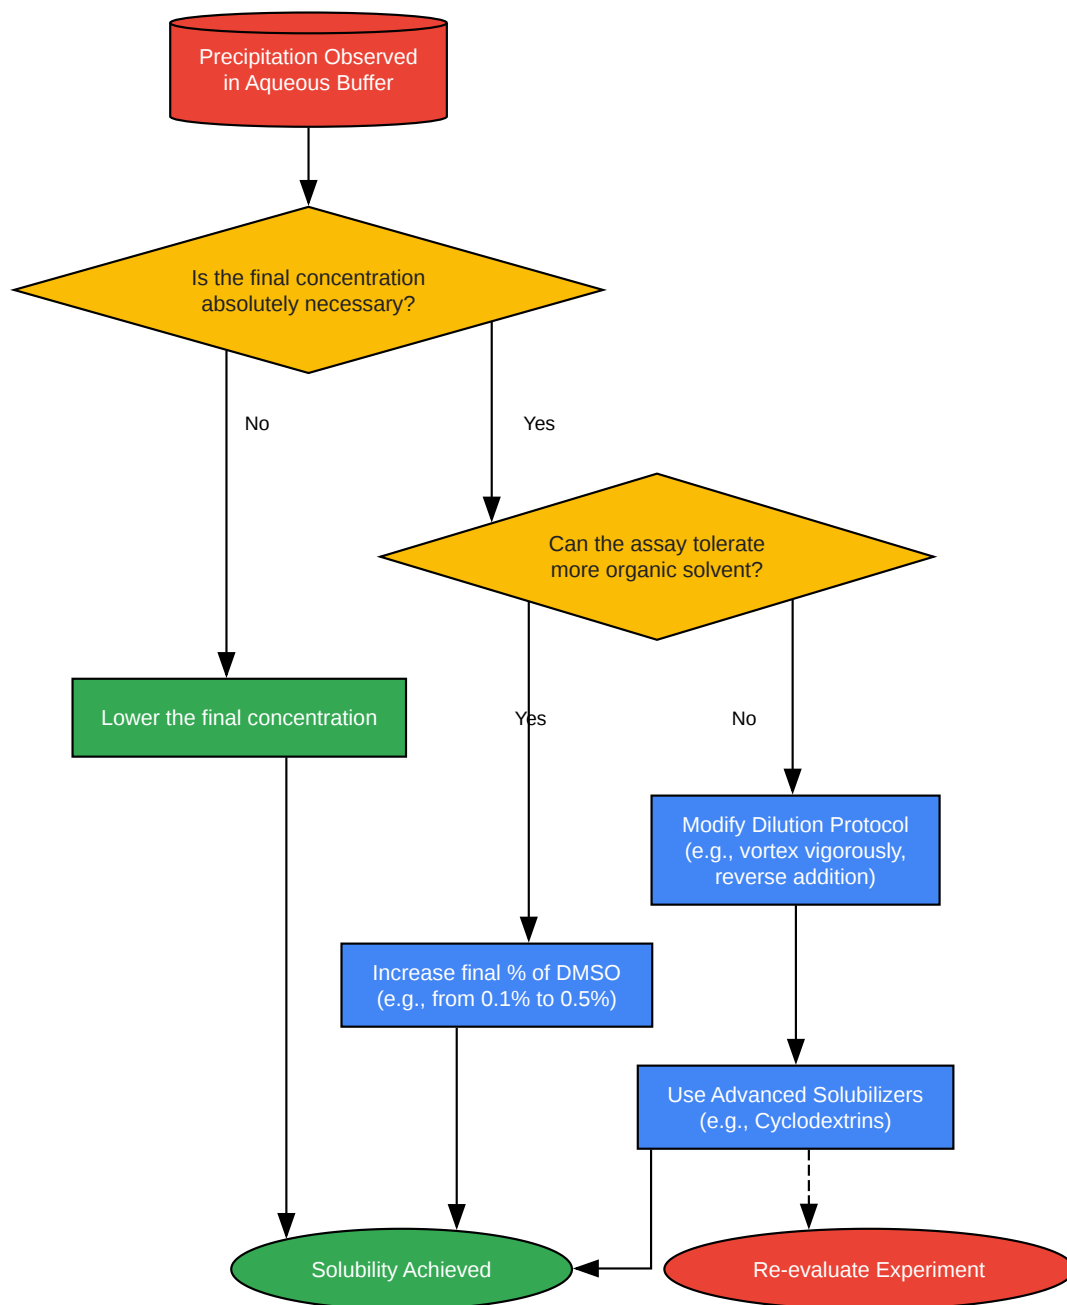 Precipitation Observed
in Aqueous Buffer
Is the final concentration
absolutely necessary?
No
Yes
Can the assay tolerate
more organic solvent?
Lower the final concentration
Yes
No
Modify Dilution Protocol
(e.g., vortex vigorously,
reverse addition)
Increase final % of DMSO
(e.g., from 0.1% to 0.5%)
Use Advanced Solubilizers
(e.g., Cyclodextrins)
Solubility Achieved
Re-evaluate Experiment